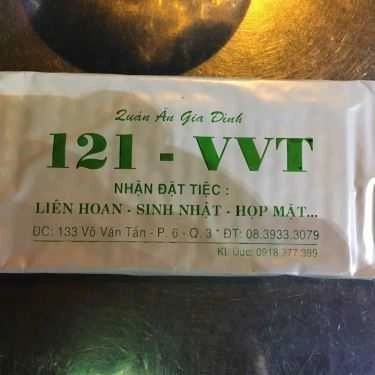 Quán Ăn Gia Đình
121 - VVT
NHẬN ĐẶT TIỆC :
LIÊN HOAN - SINH NHẬT - HỌP MẶT...
ĐC: 133 Võ Văn Tần - P. 6 - Q. 3 * ĐT: 08.3933.3079